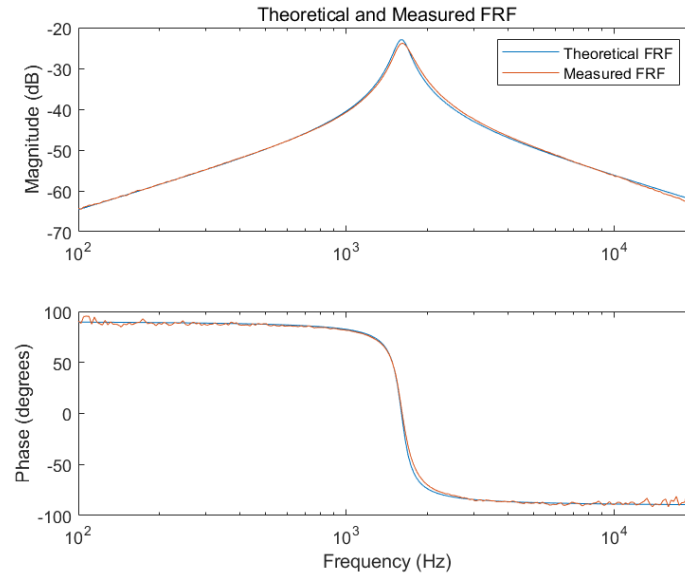 Theoretical and Measured FRF
Magnitude (dB)
-20
-30
-40
-50
-60
-70
10^2
10^3
10^4
Theoretical FRF
Measured FRF
Phase (degrees)
100
50
0
-50
-100
10^2
10^3
10^4
Frequency (Hz)